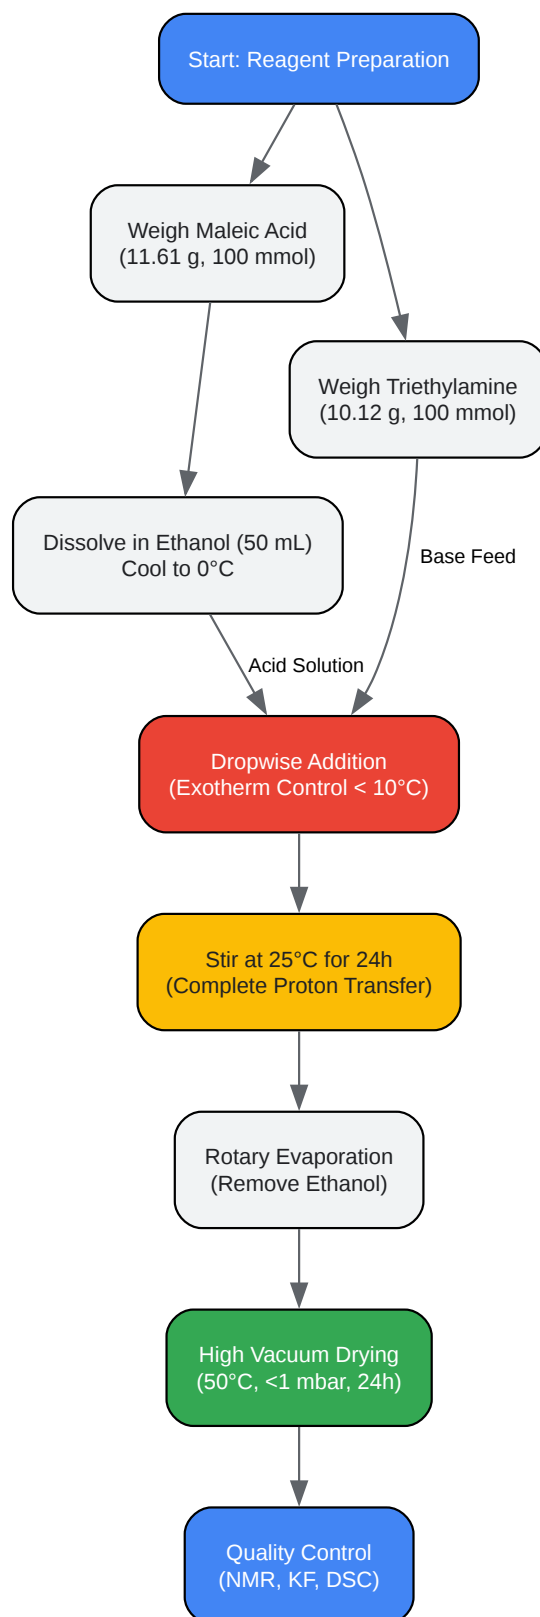 Start: Reagent Preparation
Weigh Maleic Acid
(11.61 g, 100 mmol)
Weigh Triethylamine
(10.12 g, 100 mmol)
Dissolve in Ethanol (50 mL)
Cool to 0°C
Base Feed
Acid Solution
Dropwise Addition
(Exotherm Control < 10°C)
Stir at 25°C for 24h
(Complete Proton Transfer)
Rotary Evaporation
(Remove Ethanol)
High Vacuum Drying
(50°C, <1 mbar, 24h)
Quality Control
(NMR, KF, DSC)